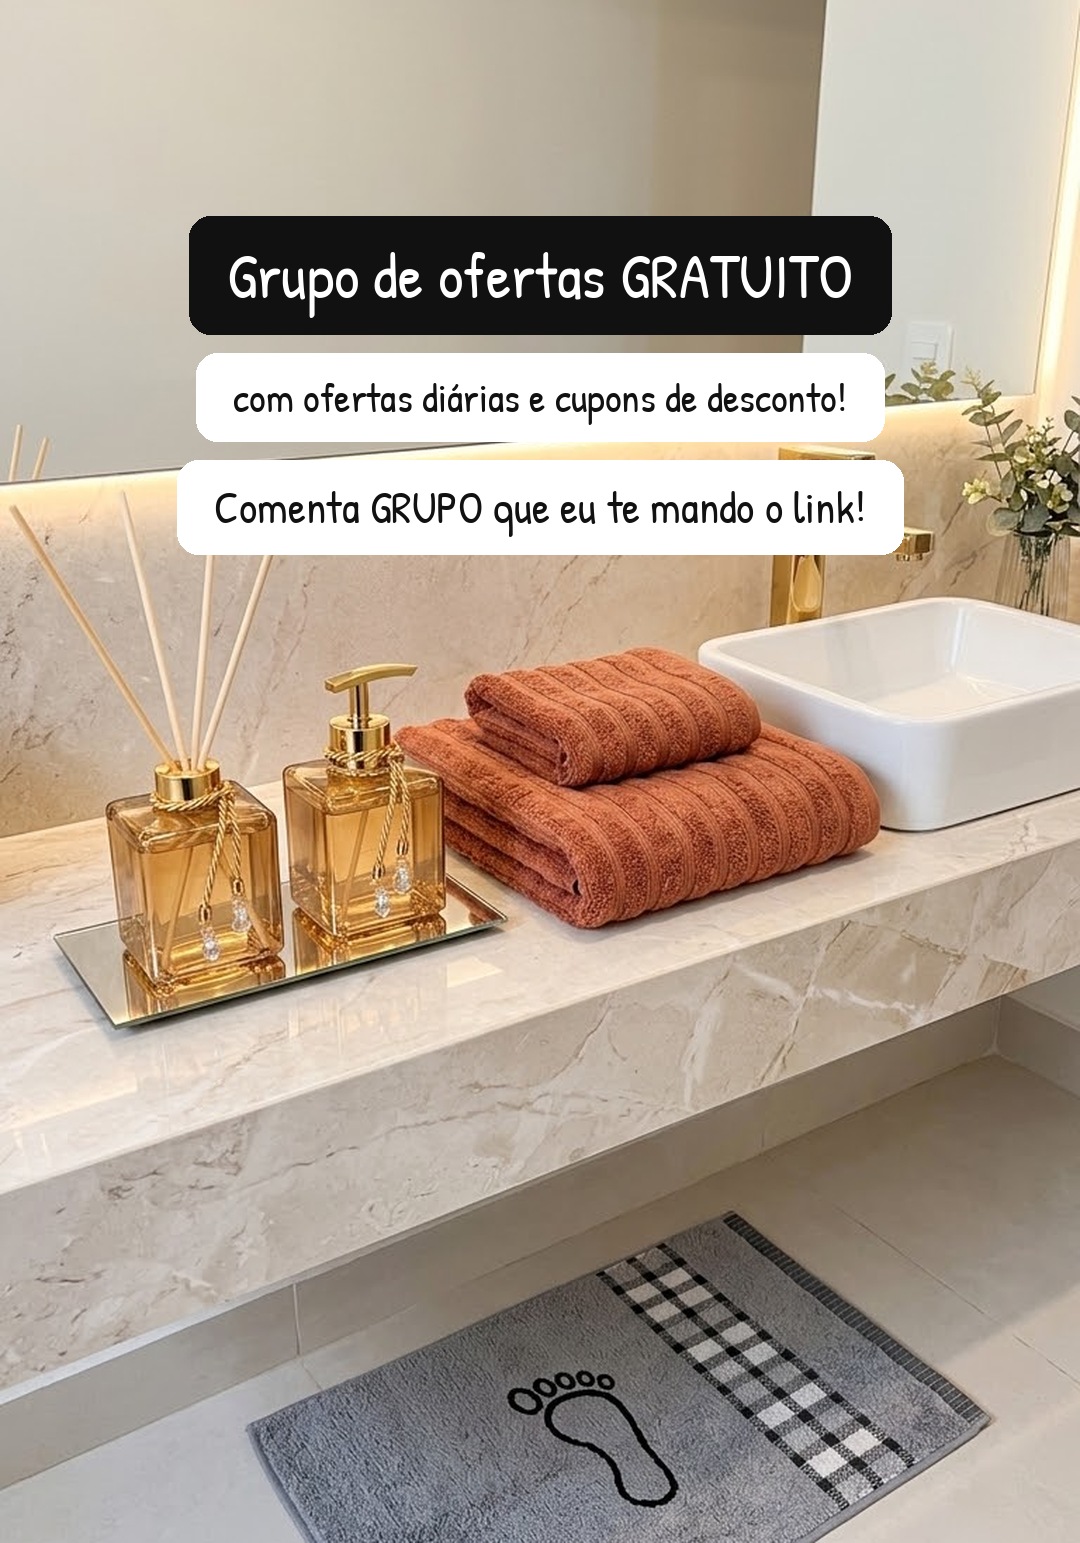 Grupo de ofertas GRATUITO
com ofertas diárias e cupons de desconto!
Comenta GRUPO que eu te mando o link!